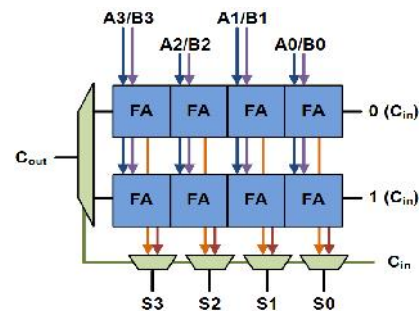 A3/B3 A1/B1
A2/B2 A0/B0
FA FA FA FA 0 (Cin)
Cout
FA FA FA FA 1 (Cin)
Cin
S3 S2 S1 S0